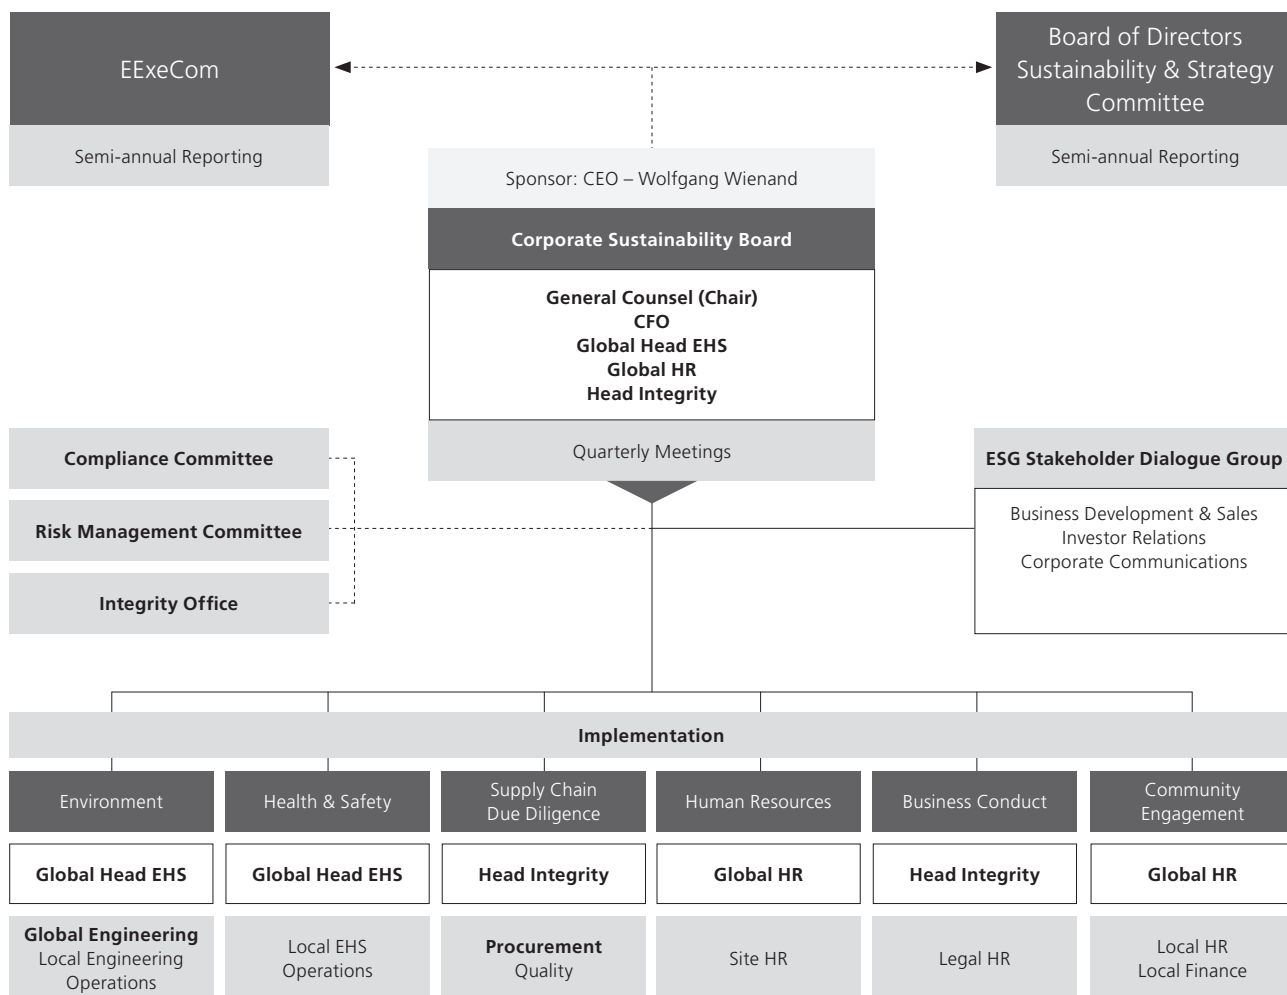 EExeCom
Semi-annual Reporting
Board of Directors
Sustainability & Strategy
Committee
Semi-annual Reporting
Sponsor: CEO – Wolfgang Wienand
Corporate Sustainability Board
General Counsel (Chair)
CFO
Global Head EHS
Global HR
Head Integrity
Quarterly Meetings
Compliance Committee
Risk Management Committee
Integrity Office
ESG Stakeholder Dialogue Group
Business Development & Sales
Investor Relations
Corporate Communications
Implementation
Environment
Global Head EHS
Global Engineering
Local Engineering
Operations
Health & Safety
Global Head EHS
Local EHS
Operations
Supply Chain
Due Diligence
Head Integrity
Procurement
Quality
Human Resources
Global HR
Site HR
Business Conduct
Head Integrity
Legal HR
Community
Engagement
Global HR
Local HR
Local Finance